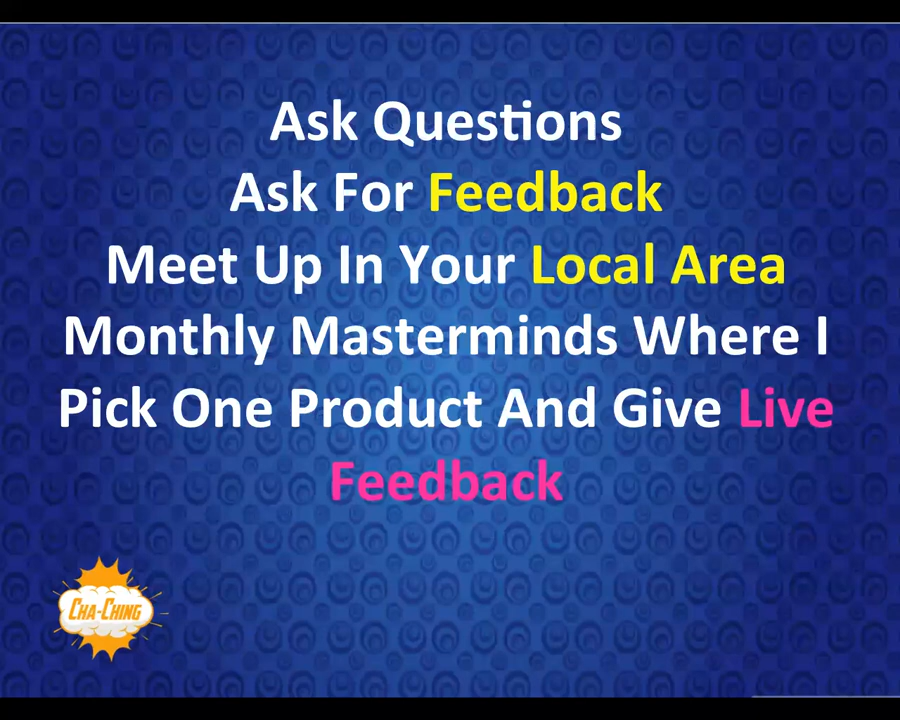 Ask Questions
Ask For Feedback
Meet Up In Your Local Area
Monthly Masterminds Where I
Pick One Product And Give Live
Feedback
CHA-CHING